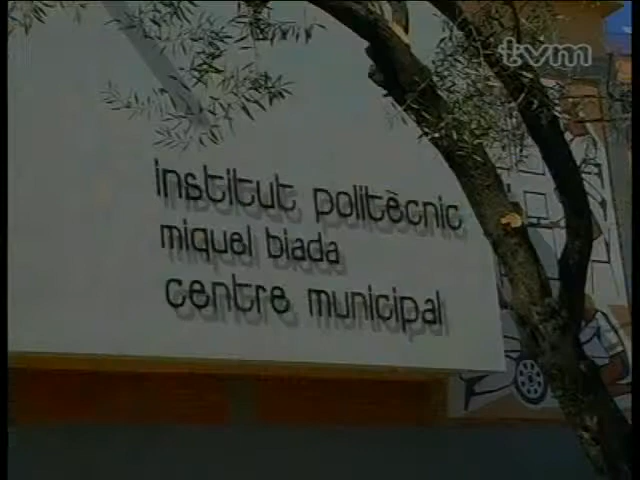 tvm
institut politècnic
miquel biada
centre municipal